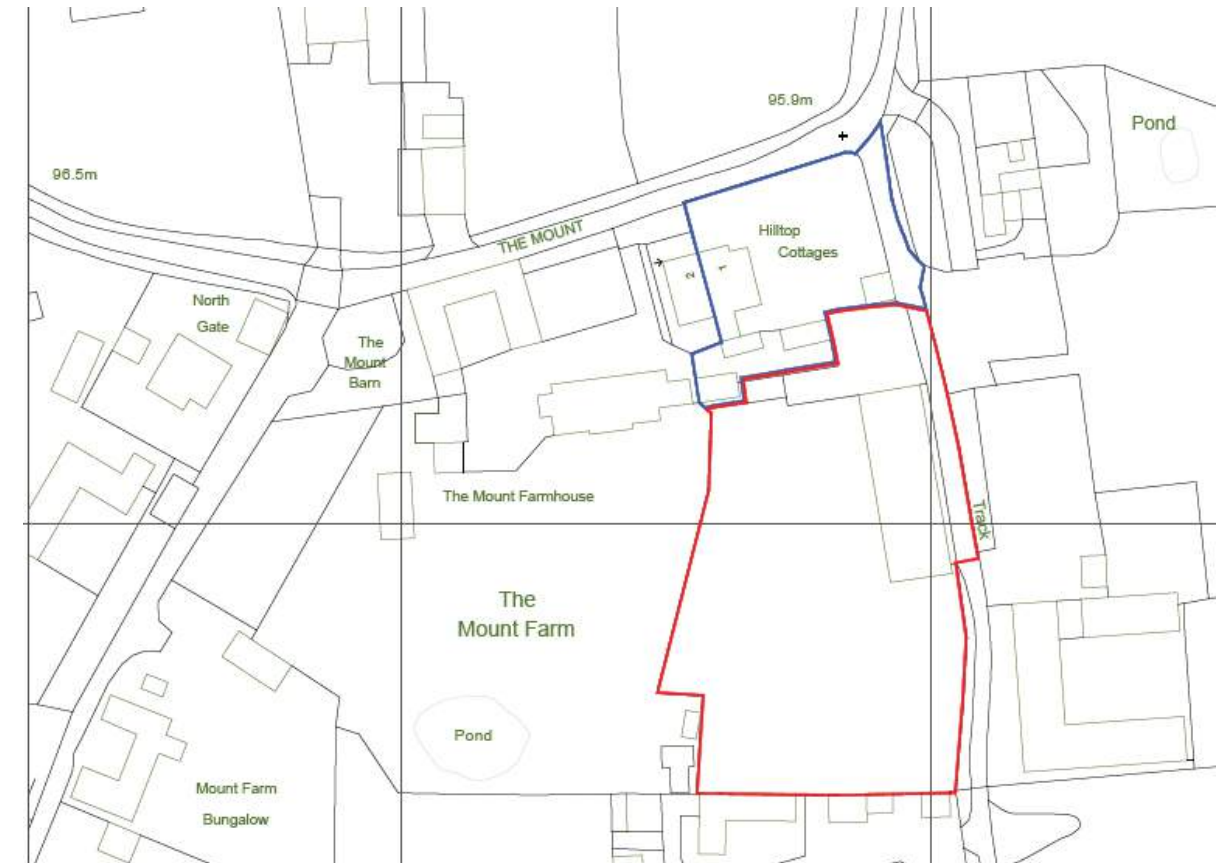 95.9m
Pond
96.5m
THE MOUNT
Hilltop
Cottages
2
1
North
Gate
The
Mount
Barn
The Mount Farmhouse
Track
The
Mount Farm
Pond
Mount Farm
Bungalow